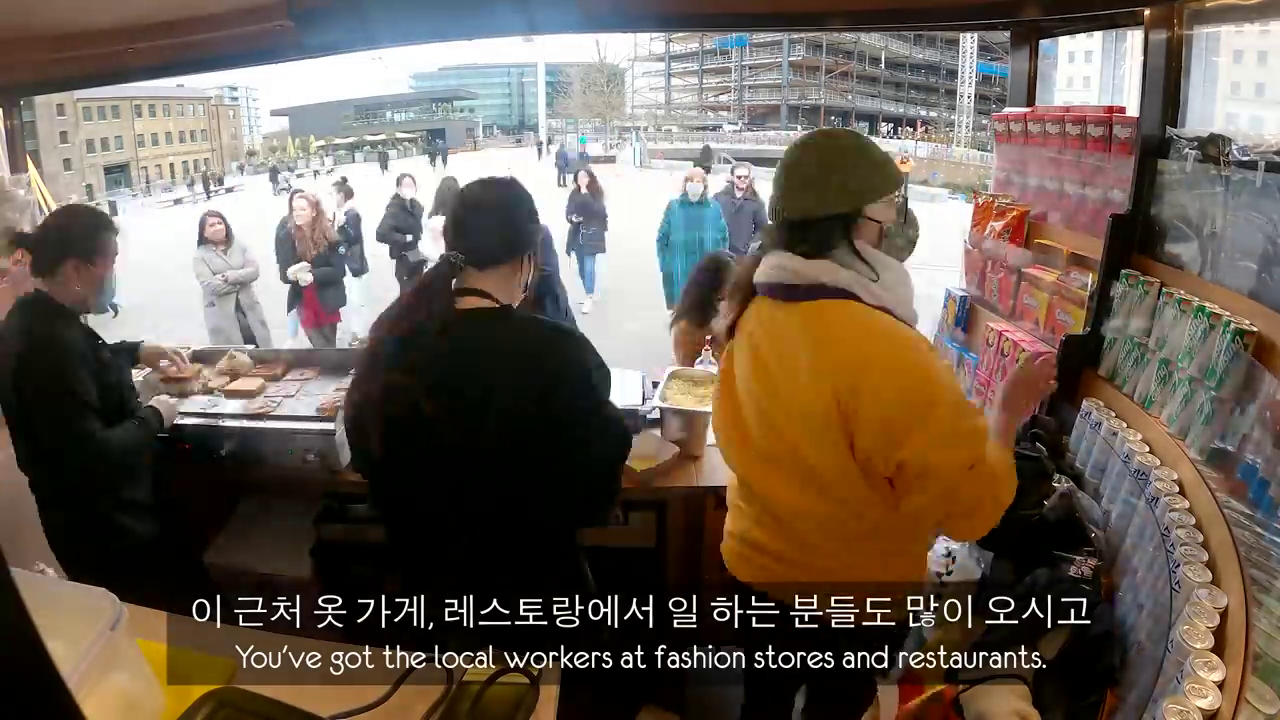 이 근처 옷 가게, 레스토랑에서 일 하는 분들도 많이 오시고
You've got the local workers at fashion stores and restaurants.